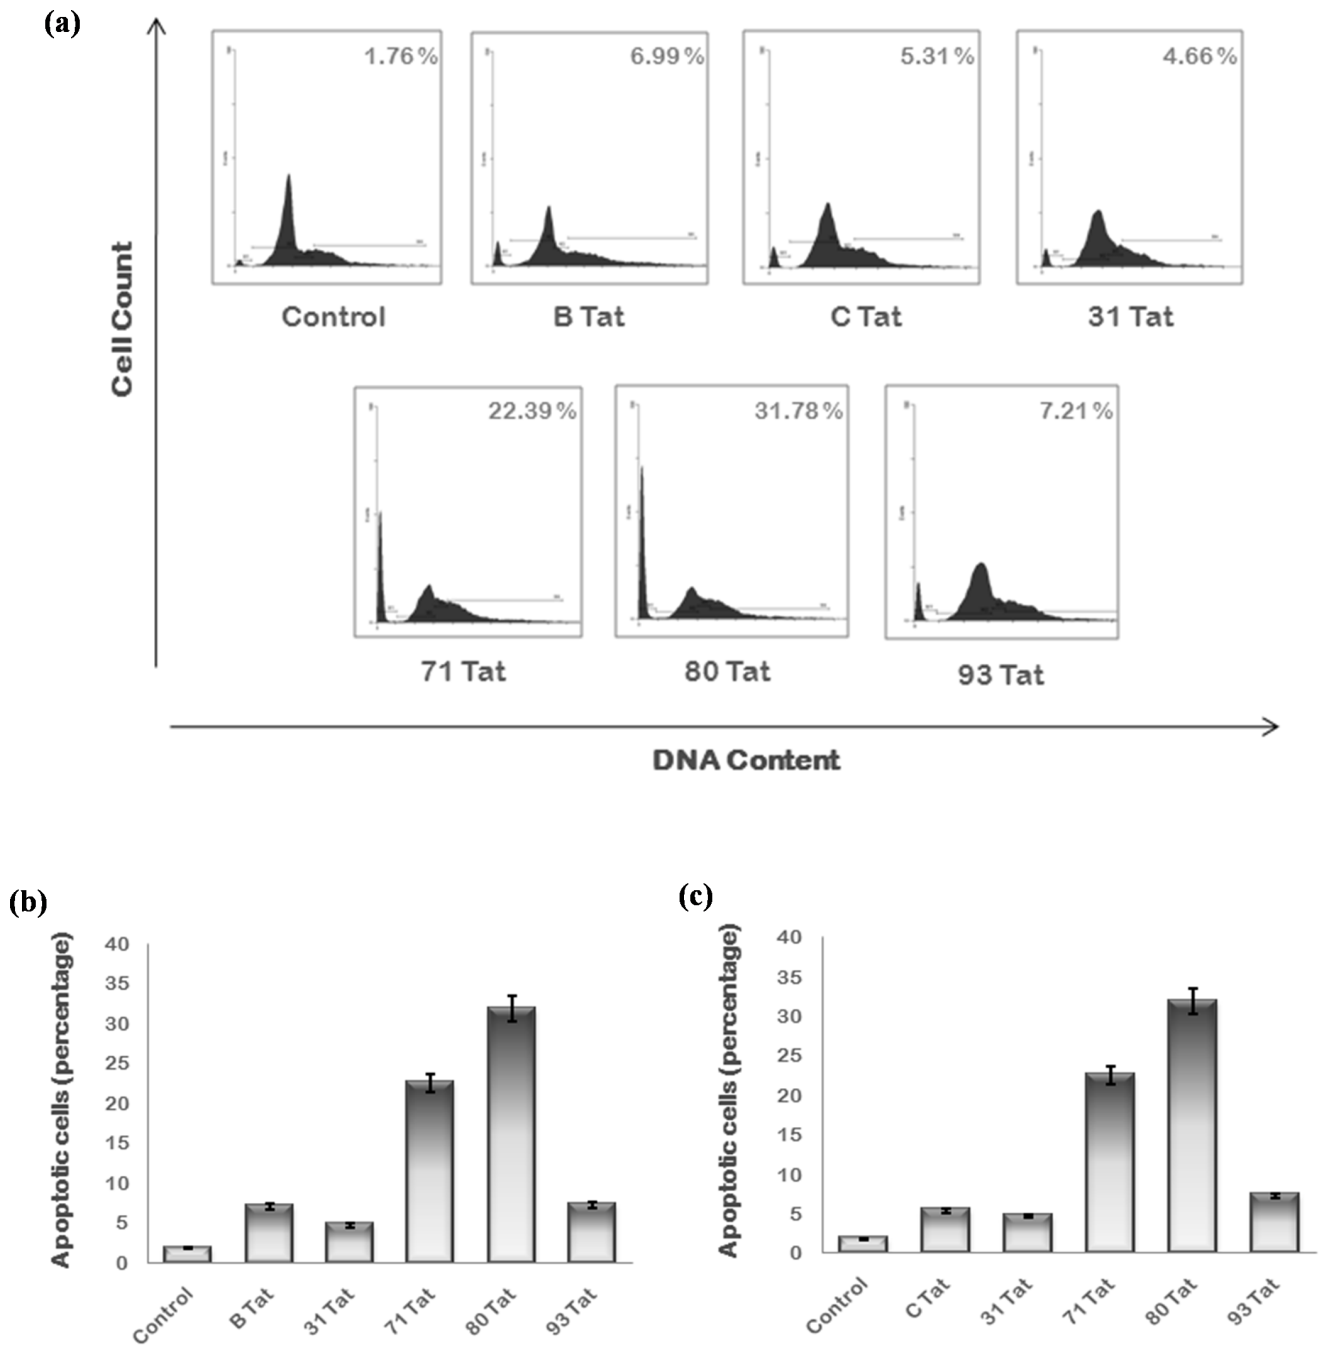 (a)
1.76 %
6.99 %
5.31 %
4.66 %
Control
B Tat
C Tat
31 Tat
Cell Count
22.39 %
31.78 %
7.21 %
71 Tat
80 Tat
93 Tat
DNA Content
(b)
Apoptotic cells (percentage)
40
35
30
25
20
15
10
5
0
Control
B Tat
31 Tat
71 Tat
80 Tat
93 Tat
(c)
Apoptotic cells (percentage)
40
35
30
25
20
15
10
5
0
Control
C Tat
31 Tat
71 Tat
80 Tat
93 Tat